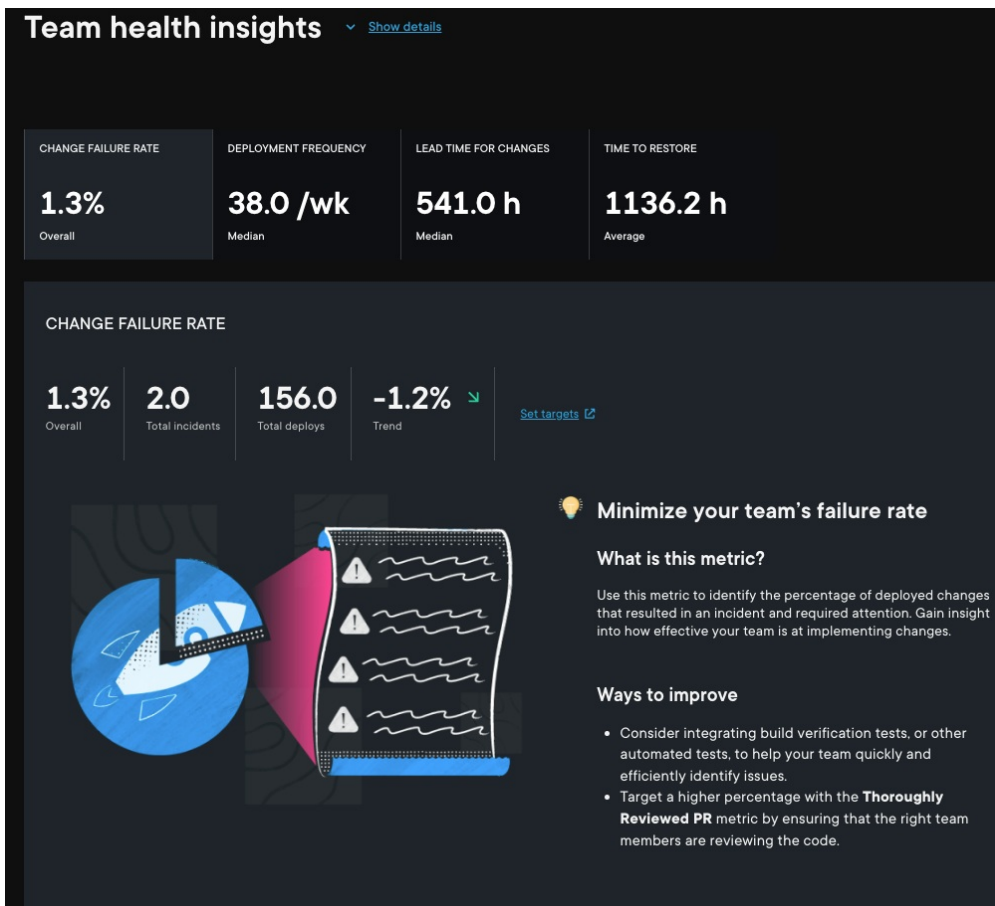 Team health insights
Show details
CHANGE FAILURE RATE
DEPLOYMENT FREQUENCY
LEAD TIME FOR CHANGES
TIME TO RESTORE
1.3%
38.0 /wk
541.0 h
1136.2 h
Overall
Median
Median
Average
CHANGE FAILURE RATE
1.3%
2.0
156.0
-1.2%
Overall
Total incidents
Total deploys
Trend
Set targets
Minimize your team’s failure rate
What is this metric?
Use this metric to identify the percentage of deployed changes
that resulted in an incident and required attention. Gain insight
into how effective your team is at implementing changes.
Ways to improve
• Consider integrating build verification tests, or other
automated tests, to help your team quickly and
efficiently identify issues.
• Target a higher percentage with the Thoroughly
Reviewed PR metric by ensuring that the right team
members are reviewing the code.